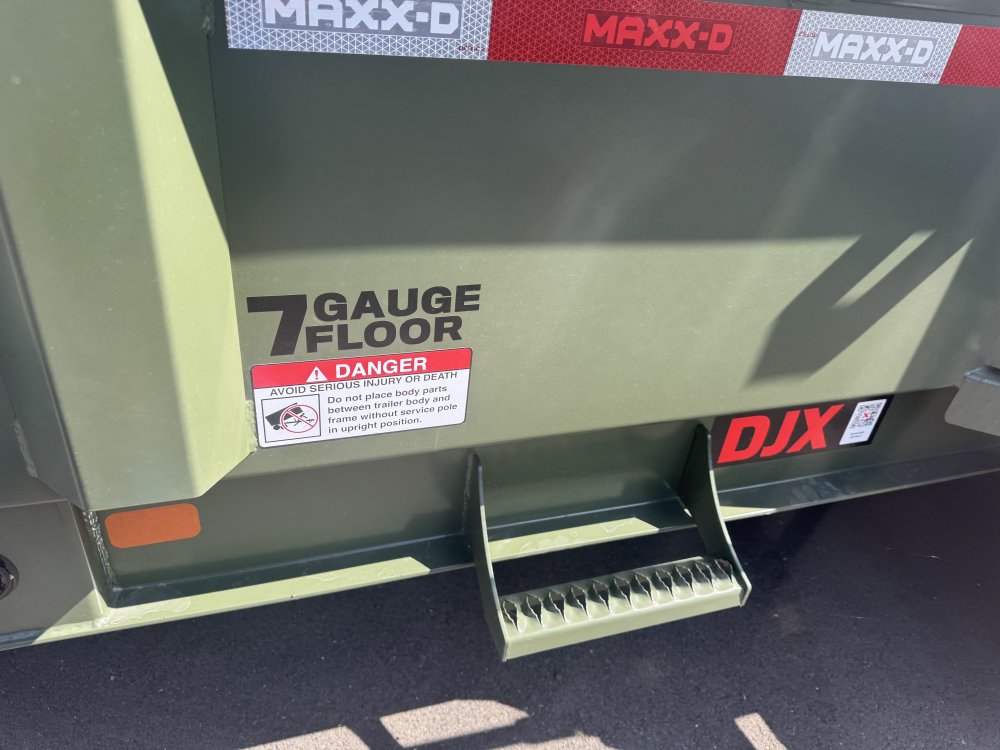 MAXX-D MAXX-D MAXX-D
7 GAUGE
FLOOR
DANGER
AVOID SERIOUS INJURY OR DEATH
Do not place body parts
between trailer body and
frame without service pole
in upright position.
DJX